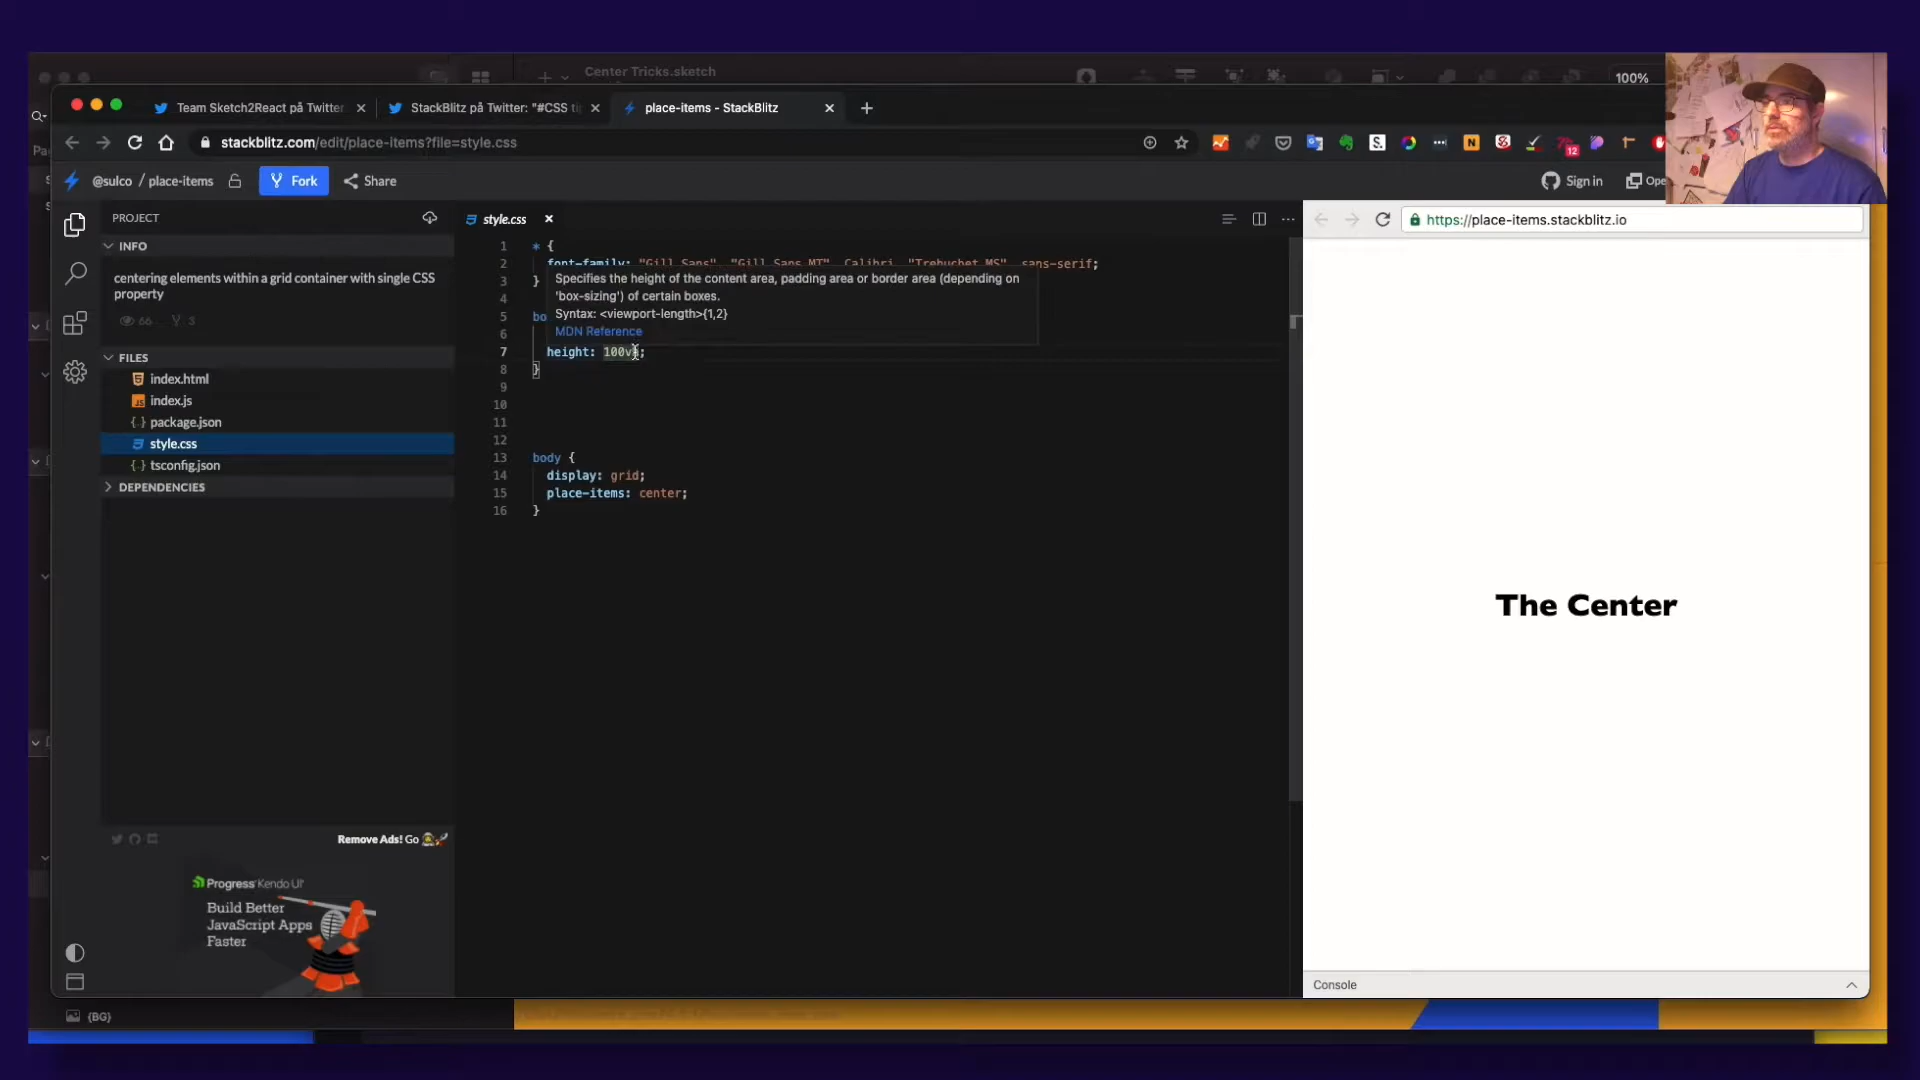 Center Tricks.sketch
100%
Team Sketch2React på Twitter
StackBlitz på Twitter: "#CSS ti
place-items - StackBlitz
stackblitz.com/edit/place-items?file=style.css
12
@sulco / place-items
Fork
Share
Sign in
Ope
PROJECT
INFO
centering elements within a grid container with single CSS
property
66
3
FILES
index.html
index.js
package.json
style.css
tsconfig.json
DEPENDENCIES
Remove Ads! Go
Progress Kendo UI
Build Better
JavaScript Apps
Faster
{BG}
style.css
1 * {
2 font-family: "Gill Sans", "Gill Sans MT", Calibri, "Trebuchet MS", sans-serif;
3 }
4
5 bo
6
7 height: 100v ;
8 }
9
10
11
12
13 body {
14 display: grid;
15 place-items: center;
16 }
Specifies the height of the content area, padding area or border area (depending on
'box-sizing') of certain boxes.
Syntax: <viewport-length>{1,2}
MDN Reference
https://place-items.stackblitz.io
The Center
Console